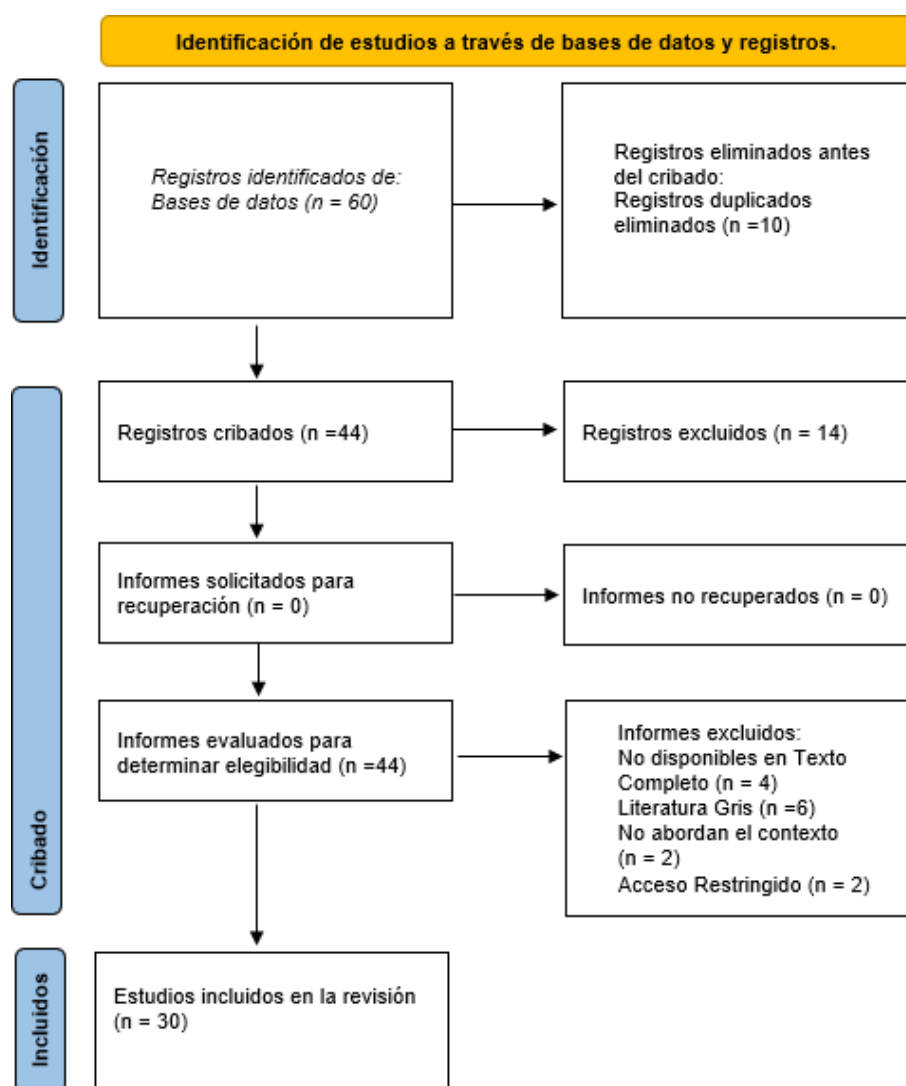 Identificación de estudios a través de bases de datos y registros.
Identificación
Registros identificados de:
Bases de datos (n = 60)
Registros eliminados antes
del cribado:
Registros duplicados
eliminados (n =10)
Cribado
Registros cribados (n =44)
Registros excluidos (n = 14)
Informes solicitados para
recuperación (n = 0)
Informes no recuperados (n = 0)
Informes evaluados para
determinar elegibilidad (n =44)
Informes excluidos:
No disponibles en Texto
Completo (n = 4)
Literatura Gris (n =6)
No abordan el contexto
(n = 2)
Acceso Restringido (n = 2)
Incluidos
Estudios incluidos en la revisión
(n = 30)